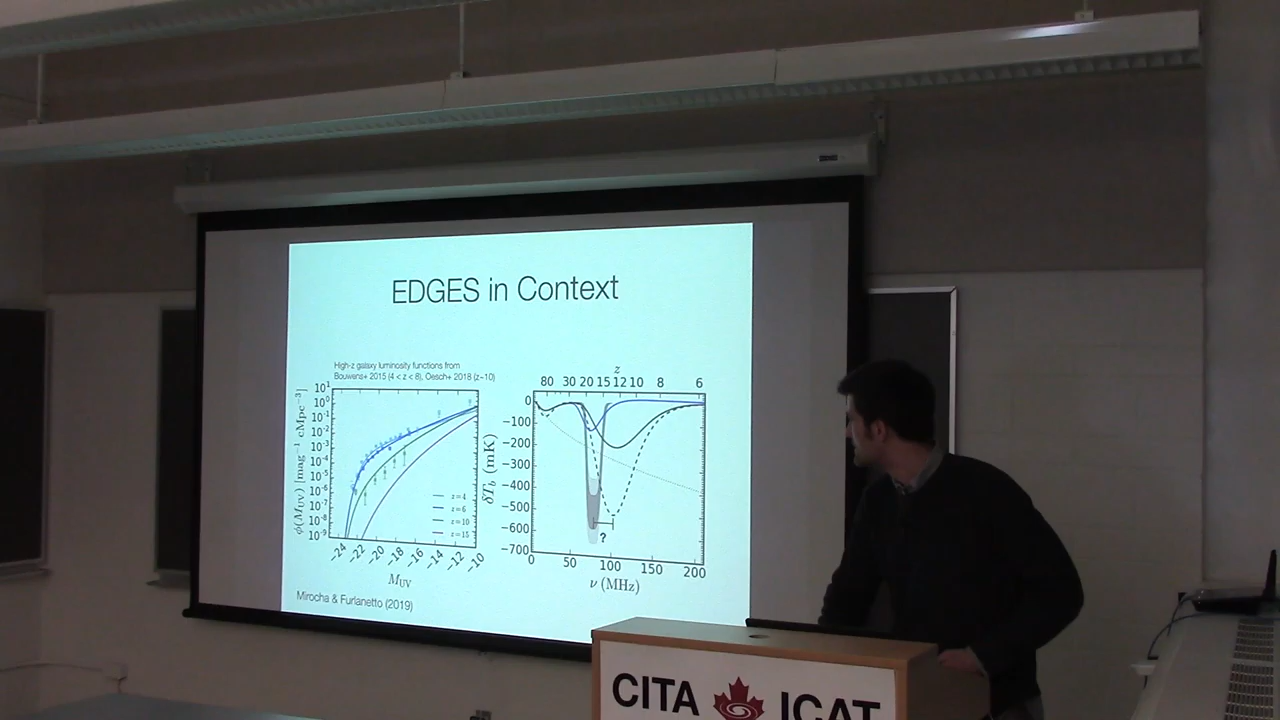 EDGES in Context
High-z galaxy luminosity functions from
Bouwens+ 2015 (4 < z < 8), Oesch+ 2018 (z~10)
10^1
10^0
10^-1
10^-2
10^-3
10^-4
10^-5
10^-6
10^-7
10^-8
10^-9
ϕ(M_UV) [mag^-1 cMpc^-3]
z=4
z=6
z=10
z=15
−24 −22 −20 −18 −16 −14 −12 −10
M_UV
z
80 30 20 15 12 10 8 6
0
−100
−200
−300
−400
−500
−600
−700
δT_b (mK)
?
0 50 100 150 200
ν (MHz)
Mirocha & Furlanetto (2019)
CITA ICAT